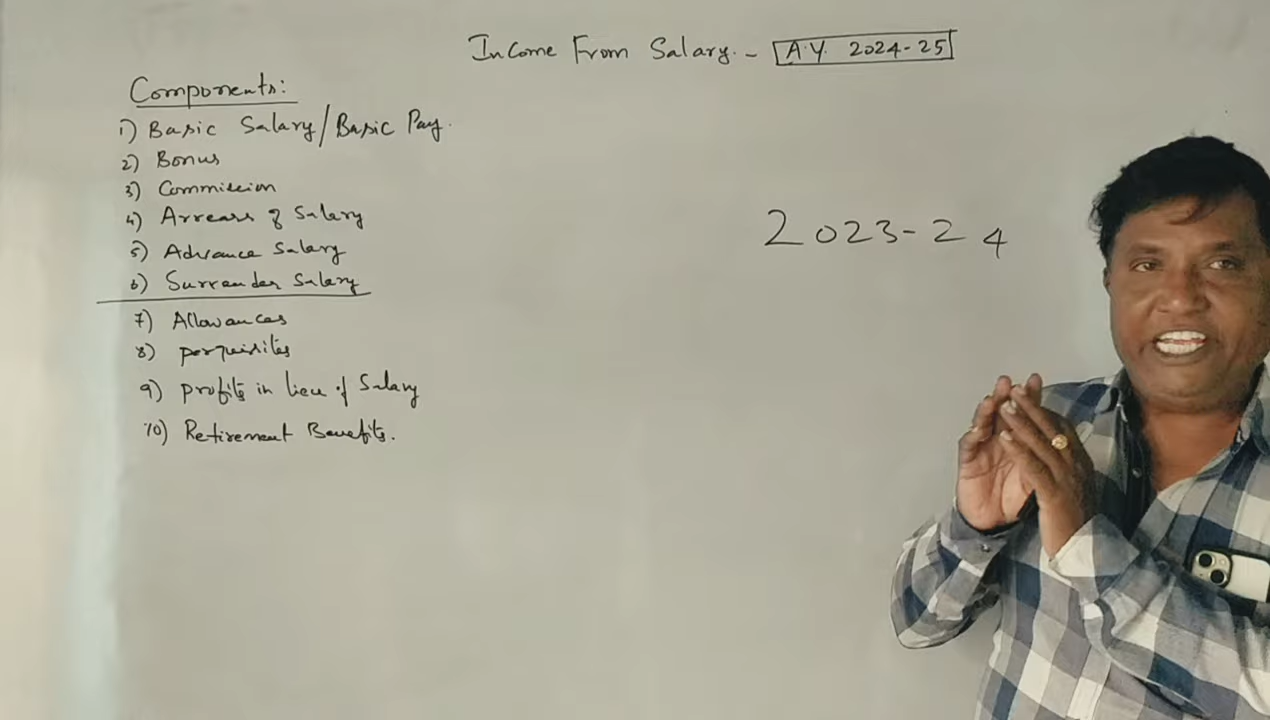 Income From Salary. - A.Y. 2024-25
Components:
1) Basic Salary/Basic Pay.
2) Bonus
3) Commission
4) Arrears of Salary
5) Advance Salary
6) Surrender Salary
7) Allowances
8) perquisites
9) profits in lieu of Salary
10) Retirement Benefits.
2023-24